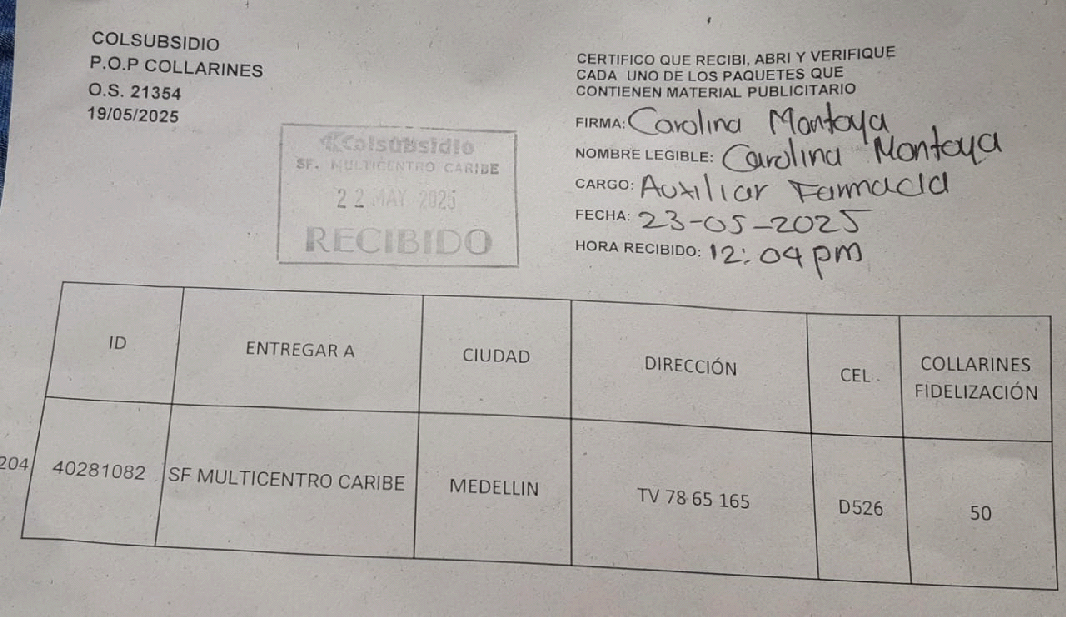 COLSUBSIDIO
P.O.P COLLARINES
O.S. 21354
19/05/2025
Colsubsidio
SF. MULTICENTRO CARIBE
22 MAY 2025
RECIBIDO
CERTIFICO QUE RECIBI, ABRI Y VERIFIQUE
CADA UNO DE LOS PAQUETES QUE
CONTIENEN MATERIAL PUBLICITARIO
FIRMA: Carolina Montoya
NOMBRE LEGIBLE: Carolina Montoya
CARGO: Auxiliar Farmacia
FECHA: 23-05-2025
HORA RECIBIDO: 12:04 pm
ID ENTREGAR A CIUDAD DIRECCIÓN CEL. COLLARINES FIDELIZACIÓN
204 40281082 SF MULTICENTRO CARIBE MEDELLIN TV 78 65 165 D526 50